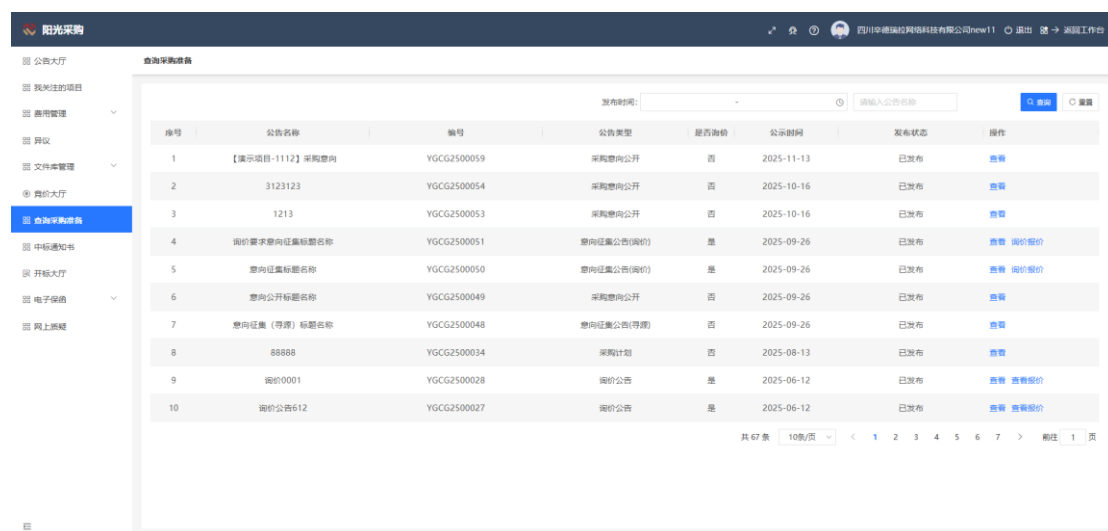 阳光采购
四川辛德瑞拉网络科技有限公司new11 退出 返回工作台
公告大厅
我关注的项目
费用管理
异议
文件库管理
竞价大厅
查询采购准备
中标通知书
开标大厅
电子保函
网上质疑
查询采购准备
发布时间: - 请输入公告名称 查询 重置
序号 公告名称 编号 公告类型 是否询价 公示时间 发布状态 操作
1 【演示项目-1112】采购意向 YGCG2500059 采购意向公开 否 2025-11-13 已发布 查看
2 3123123 YGCG2500054 采购意向公开 否 2025-10-16 已发布 查看
3 1213 YGCG2500053 采购意向公开 否 2025-10-16 已发布 查看
4 询价要求意向征集标题名称 YGCG2500051 意向征集公告(询价) 是 2025-09-26 已发布 查看 询价报价
5 意向征集标题名称 YGCG2500050 意向征集公告(询价) 是 2025-09-26 已发布 查看 询价报价
6 意向公开标题名称 YGCG2500049 采购意向公开 否 2025-09-26 已发布 查看
7 意向征集（寻源）标题名称 YGCG2500048 意向征集公告(寻源) 否 2025-09-26 已发布 查看
8 88888 YGCG2500034 采购计划 否 2025-08-13 已发布 查看
9 询价0001 YGCG2500028 询价公告 是 2025-06-12 已发布 查看 查看报价
10 询价公告612 YGCG2500027 询价公告 是 2025-06-12 已发布 查看 查看报价
共 67 条 10条/页 1 2 3 4 5 6 7 前往 1 页